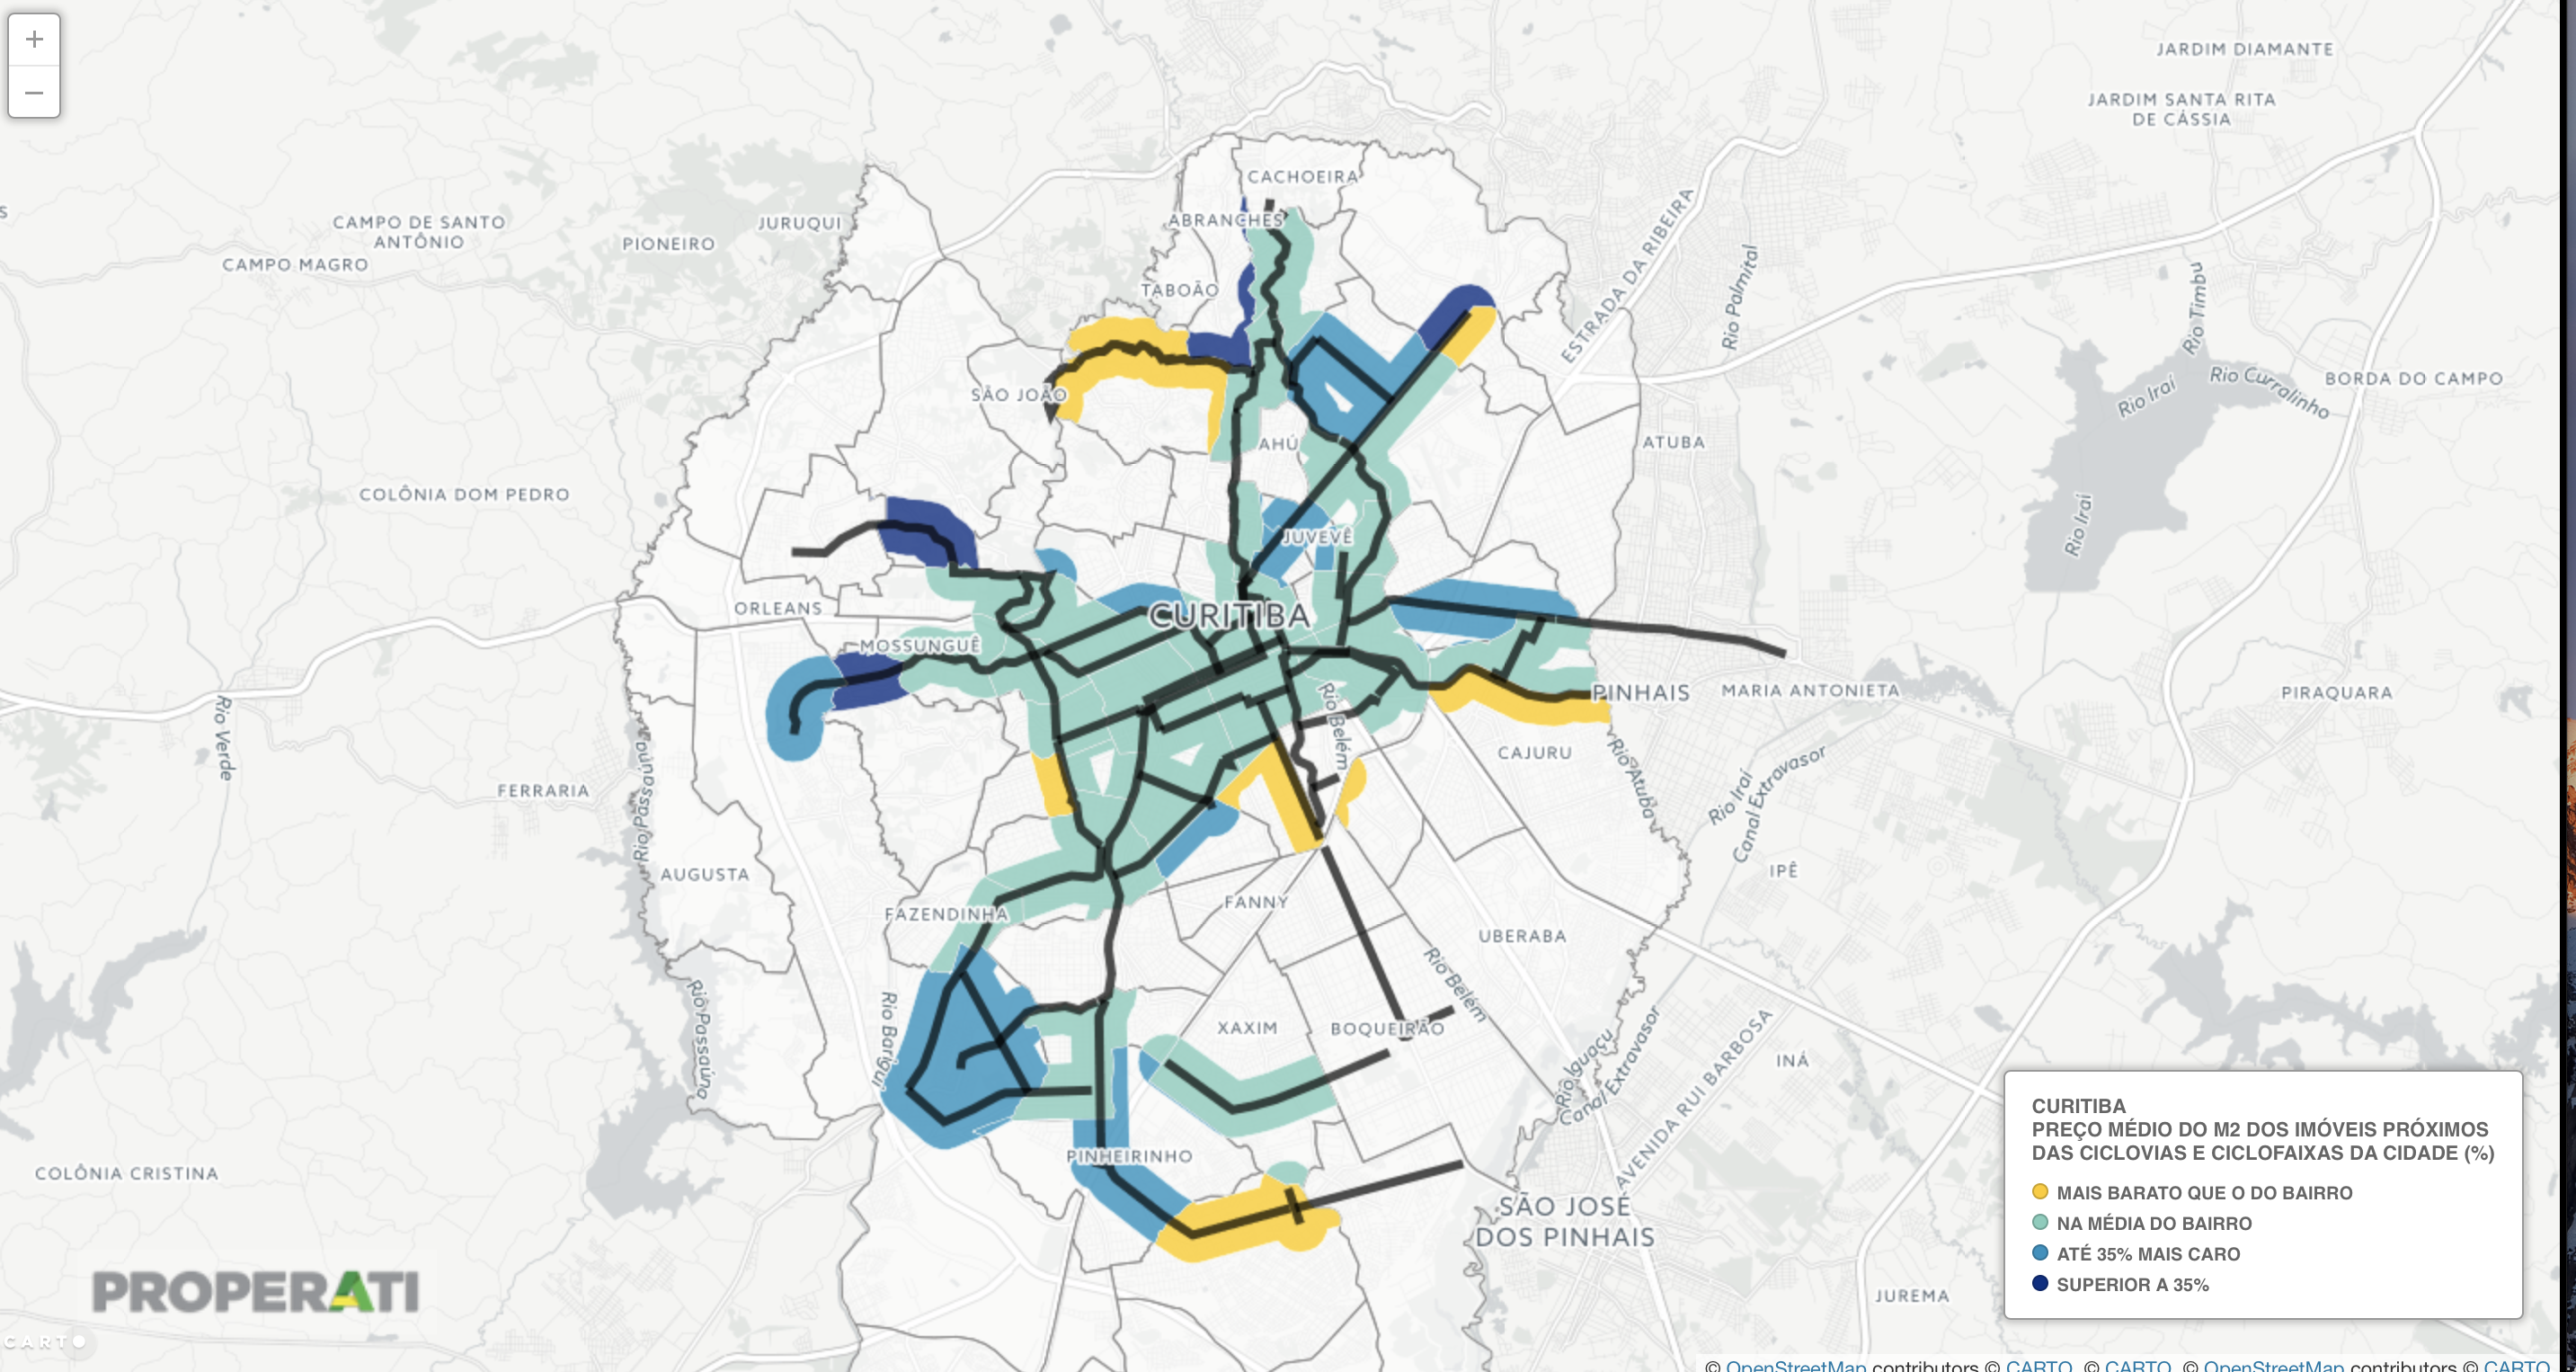 +
−
JARDIM DIAMANTE
JARDIM SANTA RITA
DE CÁSSIA
CACHOEIRA
ABRANCHES
CAMPO DE SANTO
ANTÔNIO
JURUQUI
PIONEIRO
CAMPO MAGRO
TABOÃO
ESTRADA DA RIBEIRA
Rio Palmital
Rio Timbu
Rio Iraí
Rio Curralinho
BORDA DO CAMPO
SÃO JOÃO
AHÚ
ATUBA
COLÔNIA DOM PEDRO
Rio Iraí
JUVEVÊ
ORLEANS
CURITIBA
MOSSUNGUÊ
PINHAIS
MARIA ANTONIETA
PIRAQUARA
Rio Verde
Rio Passaúna
Rio Belém
CAJURU
Rio Atuba
Rio Iraí
Canal Extravasor
FERRARIA
AUGUSTA
IPÊ
FAZENDINHA
FANNY
UBERABA
Rio Passaúna
Rio Barigui
Rio Belém
XAXIM
BOQUEIRÃO
Rio Iguaçu
Canal Extravasor
AVENIDA RUI BARBOSA
INÁ
COLÔNIA CRISTINA
PINHEIRINHO
SÃO JOSÉ
DOS PINHAIS
JUREMA
CURITIBA
PREÇO MÉDIO DO M2 DOS IMÓVEIS PRÓXIMOS
DAS CICLOVIAS E CICLOFAIXAS DA CIDADE (%)
MAIS BARATO QUE O DO BAIRRO
NA MÉDIA DO BAIRRO
ATÉ 35% MAIS CARO
SUPERIOR A 35%
PROPERATI
CARTO
© OpenStreetMap contributors © CARTO, © CARTO, © OpenStreetMap contributors © CARTO